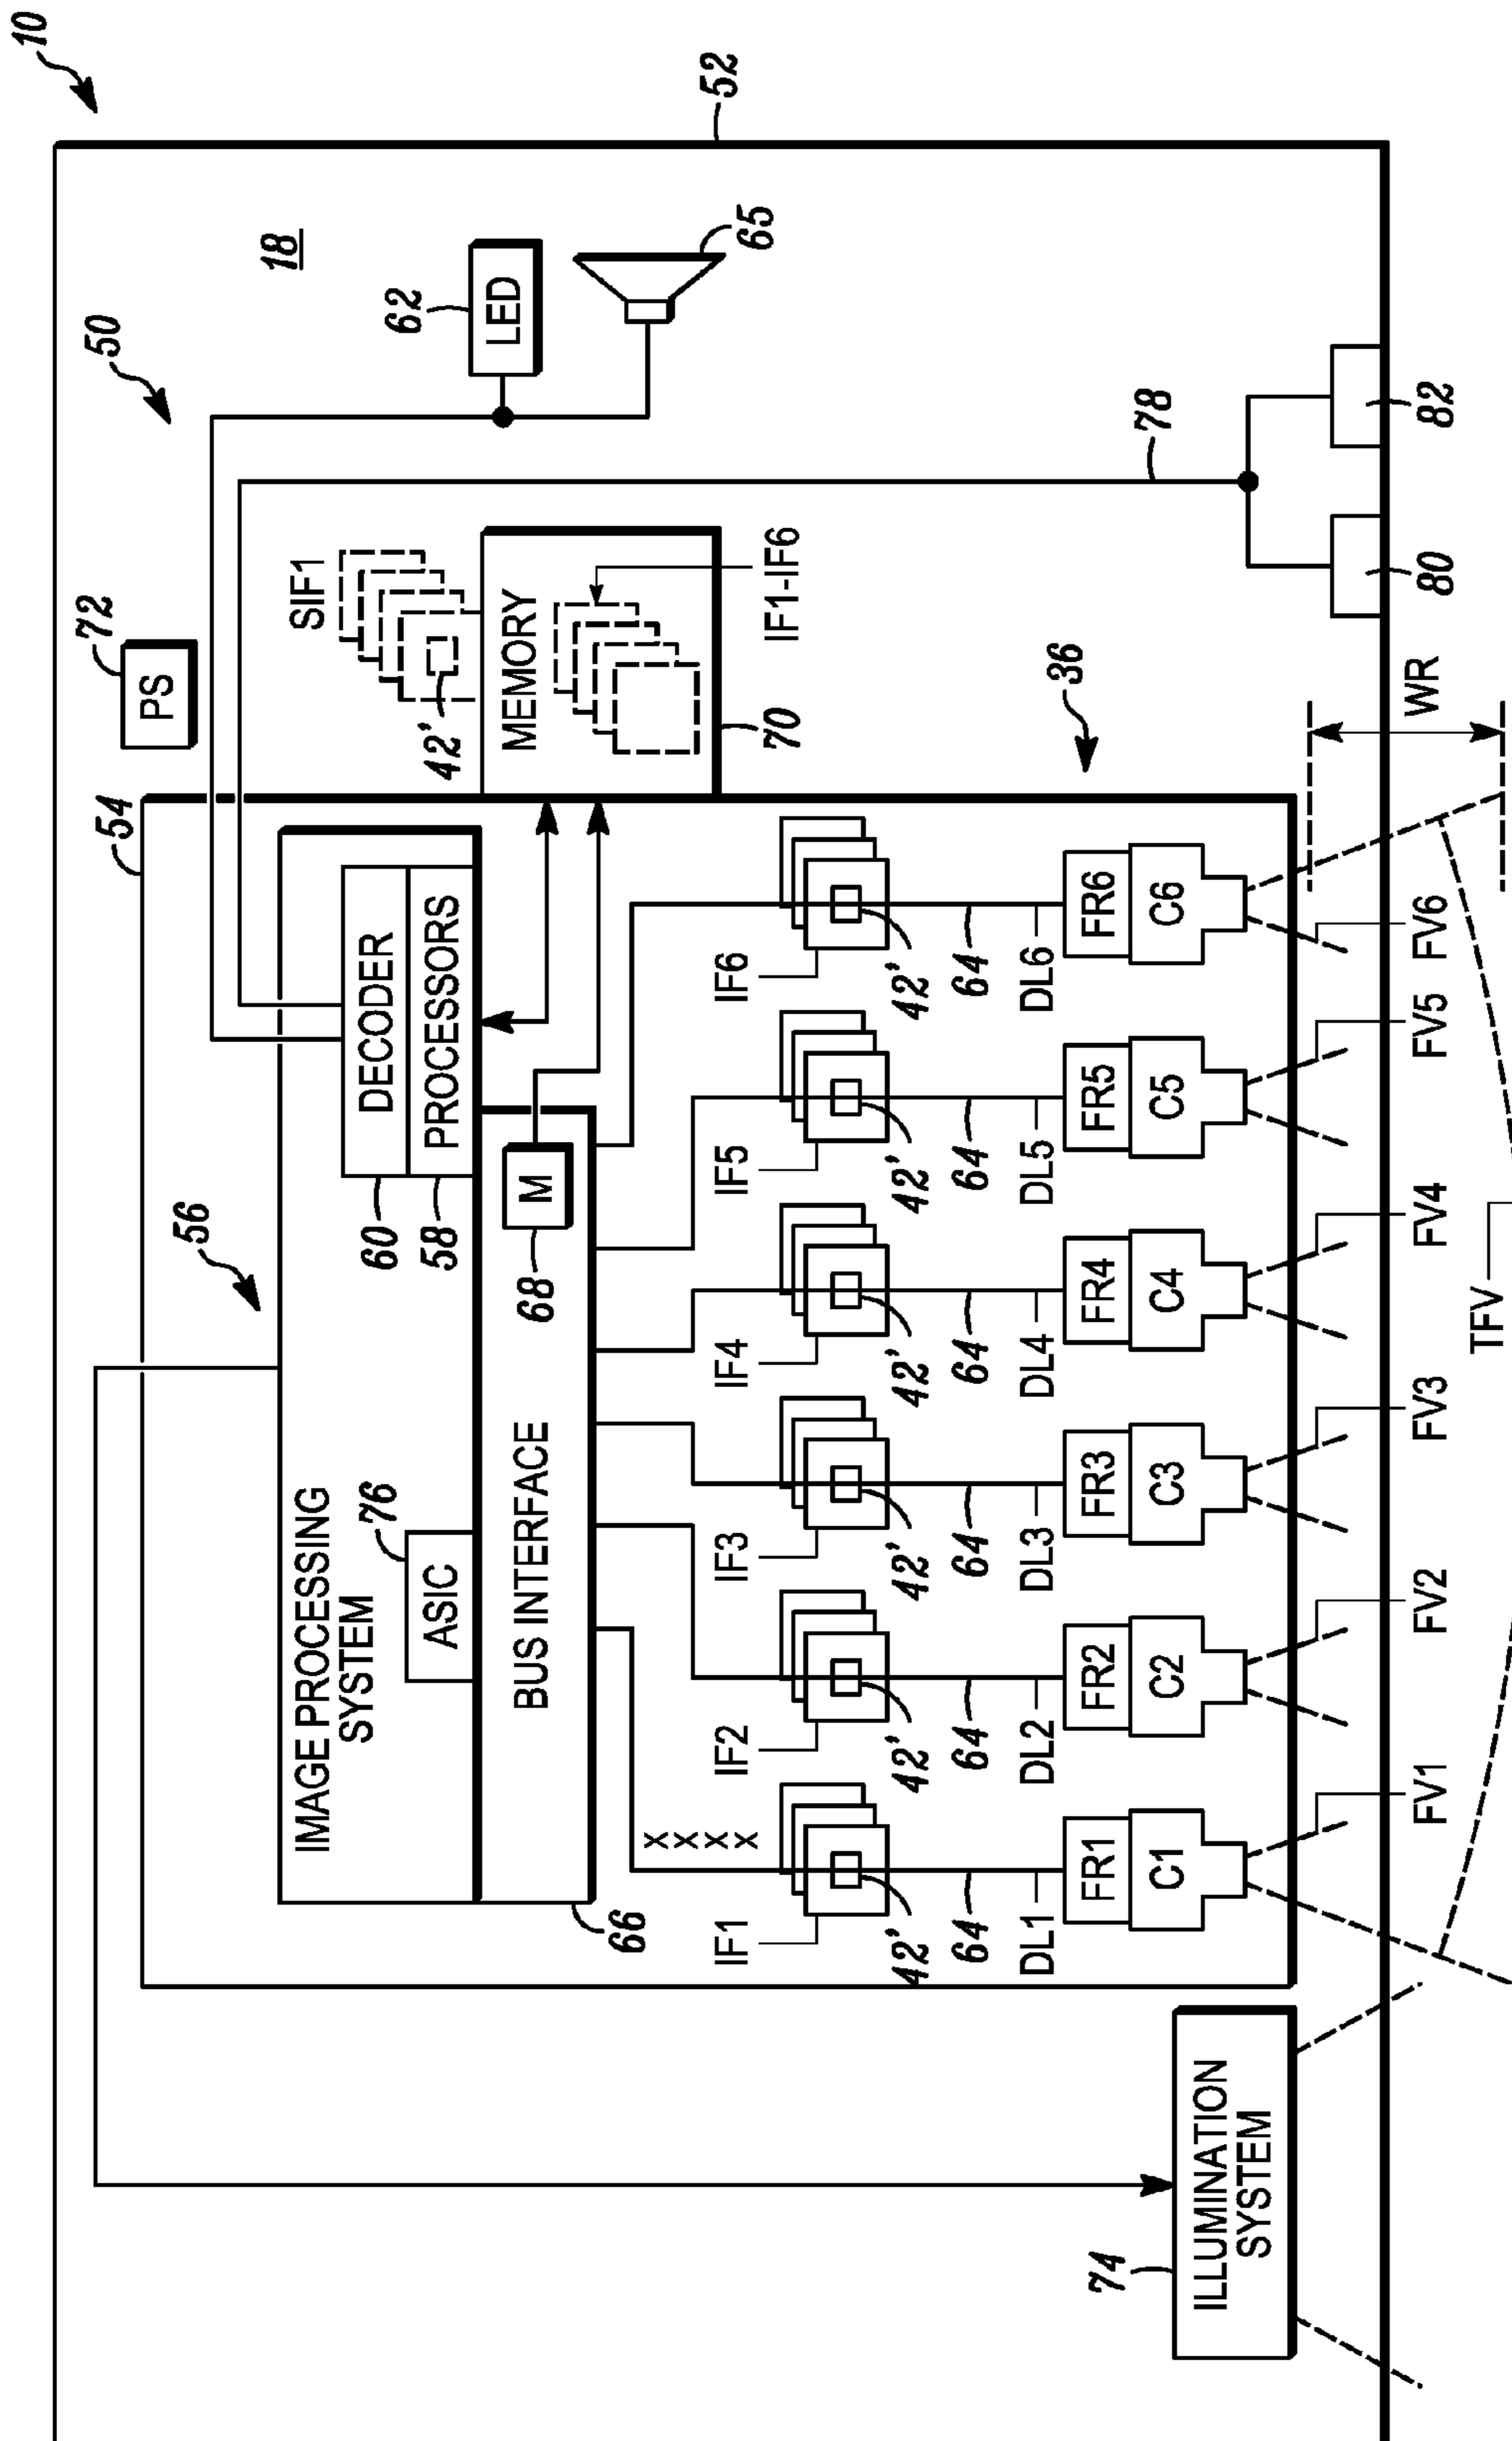 10
52
18
50
62
LED
65
78
82
80
72
PS
SIF1
42'
MEMORY
IF1-IF6
70
36
WR
54
56
DECODER
PROCESSORS
60
58
M
68
IMAGE PROCESSING
SYSTEM
76
ASIC
BUS INTERFACE
66
X X X X
IF1
IF2
IF3
IF4
IF5
IF6
42'
42'
42'
42'
42'
42'
64
64
64
64
64
64
DL1
DL2
DL3
DL4
DL5
DL6
FR1
FR2
FR3
FR4
FR5
FR6
C1
C2
C3
C4
C5
C6
FV1
FV2
FV3
FV4
FV5
FV6
TFV
74
ILLUMINATION
SYSTEM